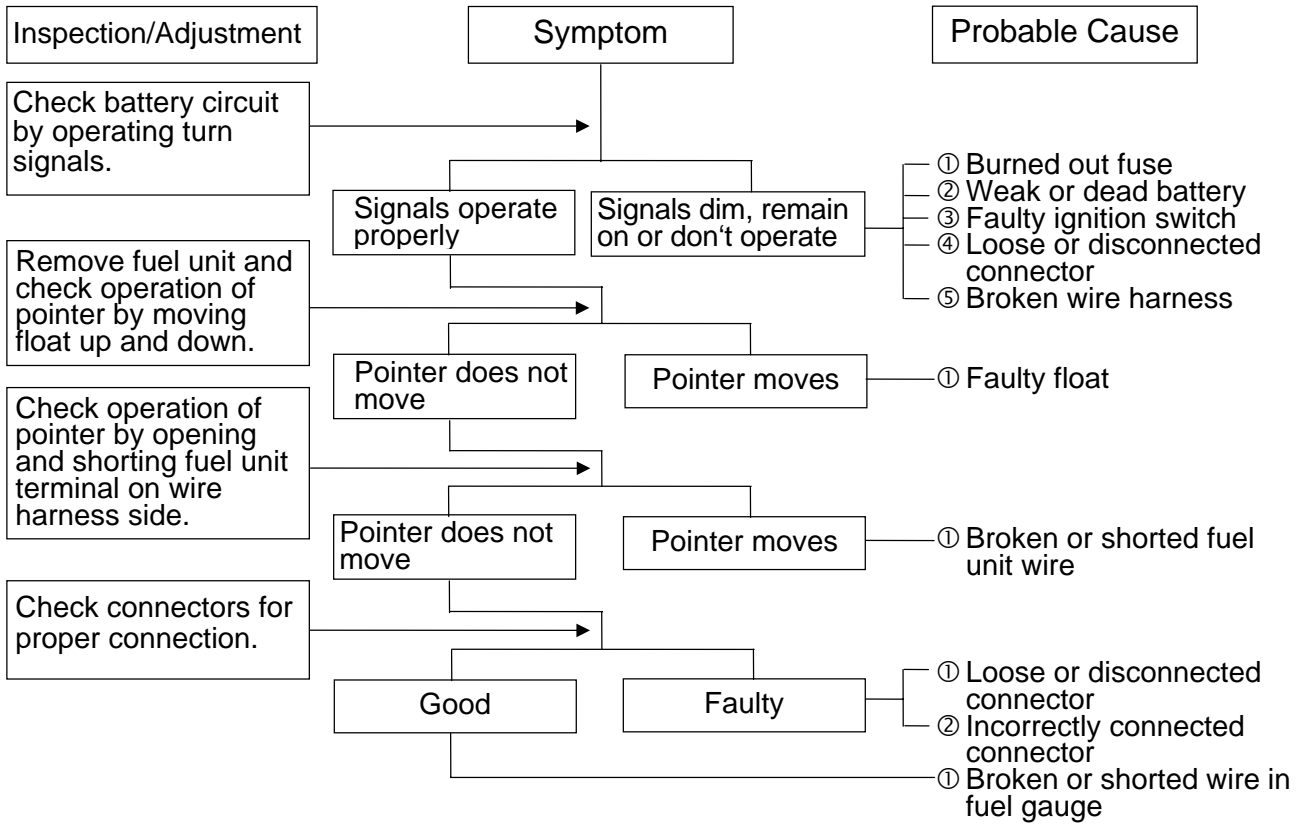 Inspection/Adjustment
Symptom
Probable Cause
Check battery circuit
by operating turn
signals.
Signals operate
properly
Signals dim, remain
on or don‘t operate
① Burned out fuse
② Weak or dead battery
③ Faulty ignition switch
④ Loose or disconnected
connector
⑤ Broken wire harness
Remove fuel unit and
check operation of
pointer by moving
float up and down.
Pointer does not
move
Pointer moves
① Faulty float
Check operation of
pointer by opening
and shorting fuel unit
terminal on wire
harness side.
Pointer does not
move
Pointer moves
① Broken or shorted fuel
unit wire
Check connectors for
proper connection.
Good
Faulty
① Loose or disconnected
connector
② Incorrectly connected
connector
① Broken or shorted wire in
fuel gauge